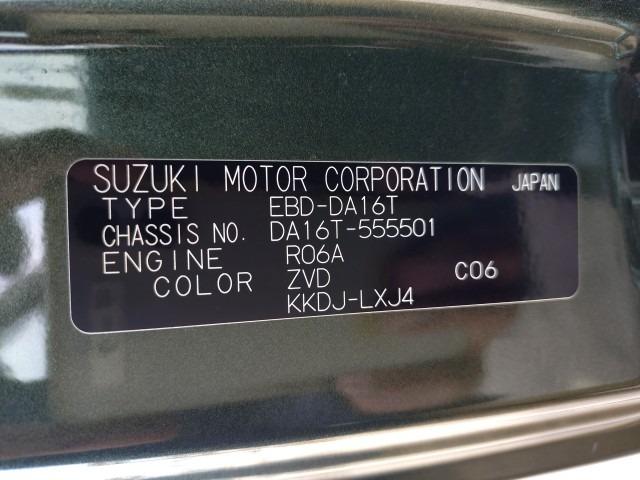 SUZUKI MOTOR CORPORATION JAPAN
TYPE EBD-DA16T
CHASSIS NO. DA16T-555501
ENGINE R06A
COLOR ZVD C06
KKDJ-LXJ4